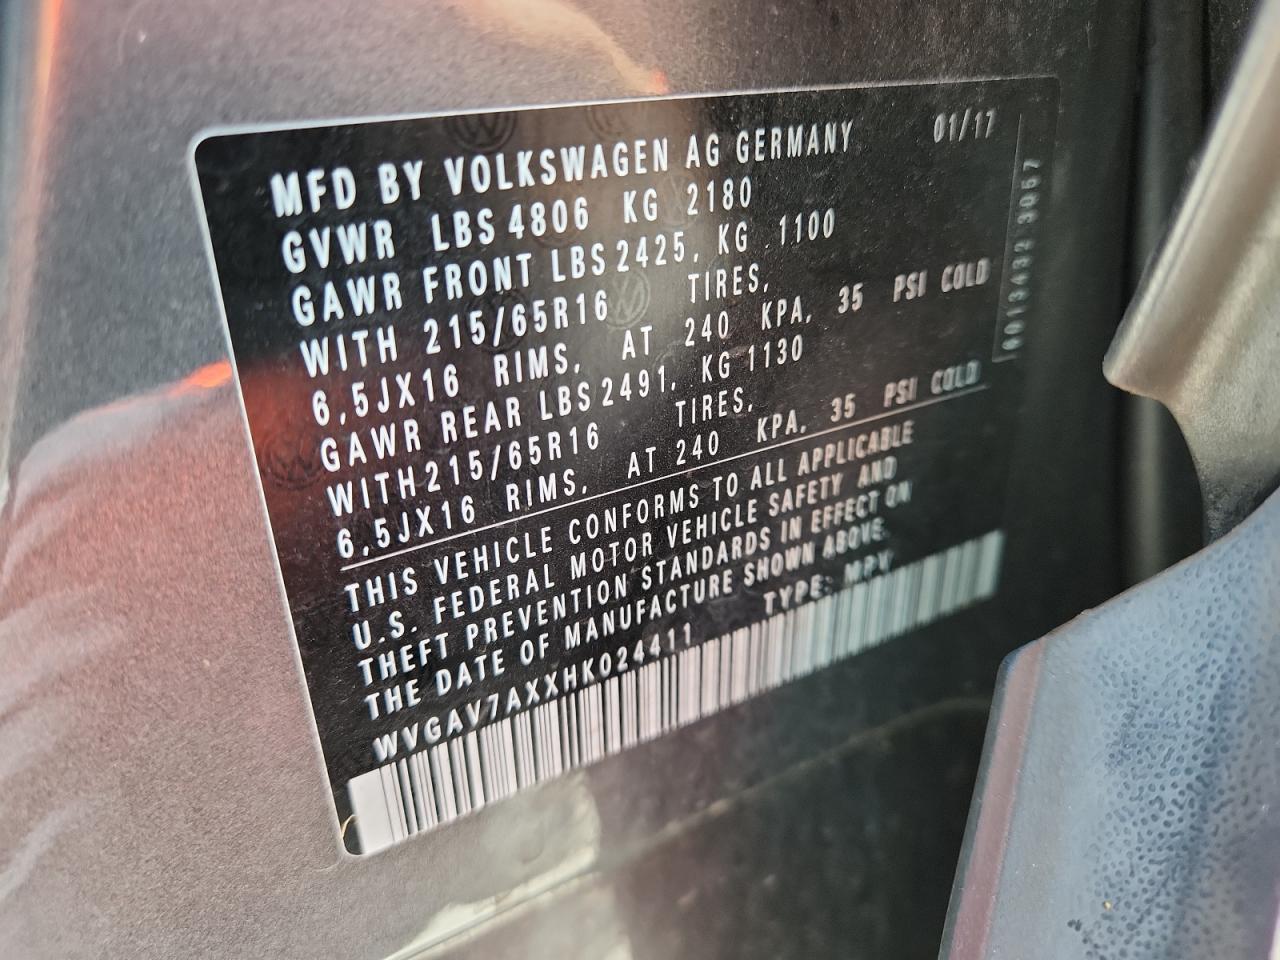 MFD BY VOLKSWAGEN AG GERMANY 01/17
GVWR LBS 4806 KG 2180
GAWR FRONT LBS 2425, KG 1100
WITH 215/65R16 TIRES,
6,5JX16 RIMS, AT 240 KPA, 35 PSI COLD
GAWR REAR LBS 2491, KG 1130
WITH 215/65R16 TIRES,
6,5JX16 RIMS, AT 240 KPA, 35 PSI COLD
THIS VEHICLE CONFORMS TO ALL APPLICABLE
U.S. FEDERAL MOTOR VEHICLE SAFETY AND
THEFT PREVENTION STANDARDS IN EFFECT ON
THE DATE OF MANUFACTURE SHOWN ABOVE.
WVGAV7AXXHK024411 TYPE: MPV